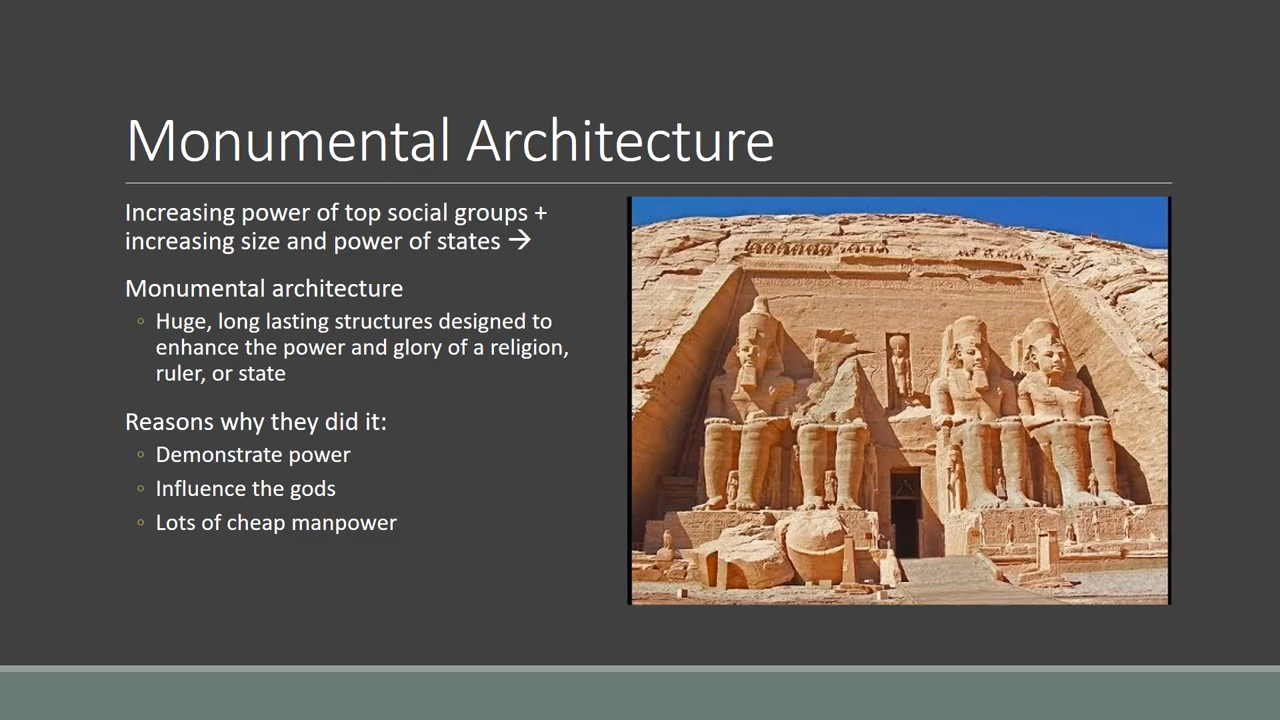 Monumental Architecture
Increasing power of top social groups +
increasing size and power of states →
Monumental architecture
◦ Huge, long lasting structures designed to
enhance the power and glory of a religion,
ruler, or state
Reasons why they did it:
◦ Demonstrate power
◦ Influence the gods
◦ Lots of cheap manpower